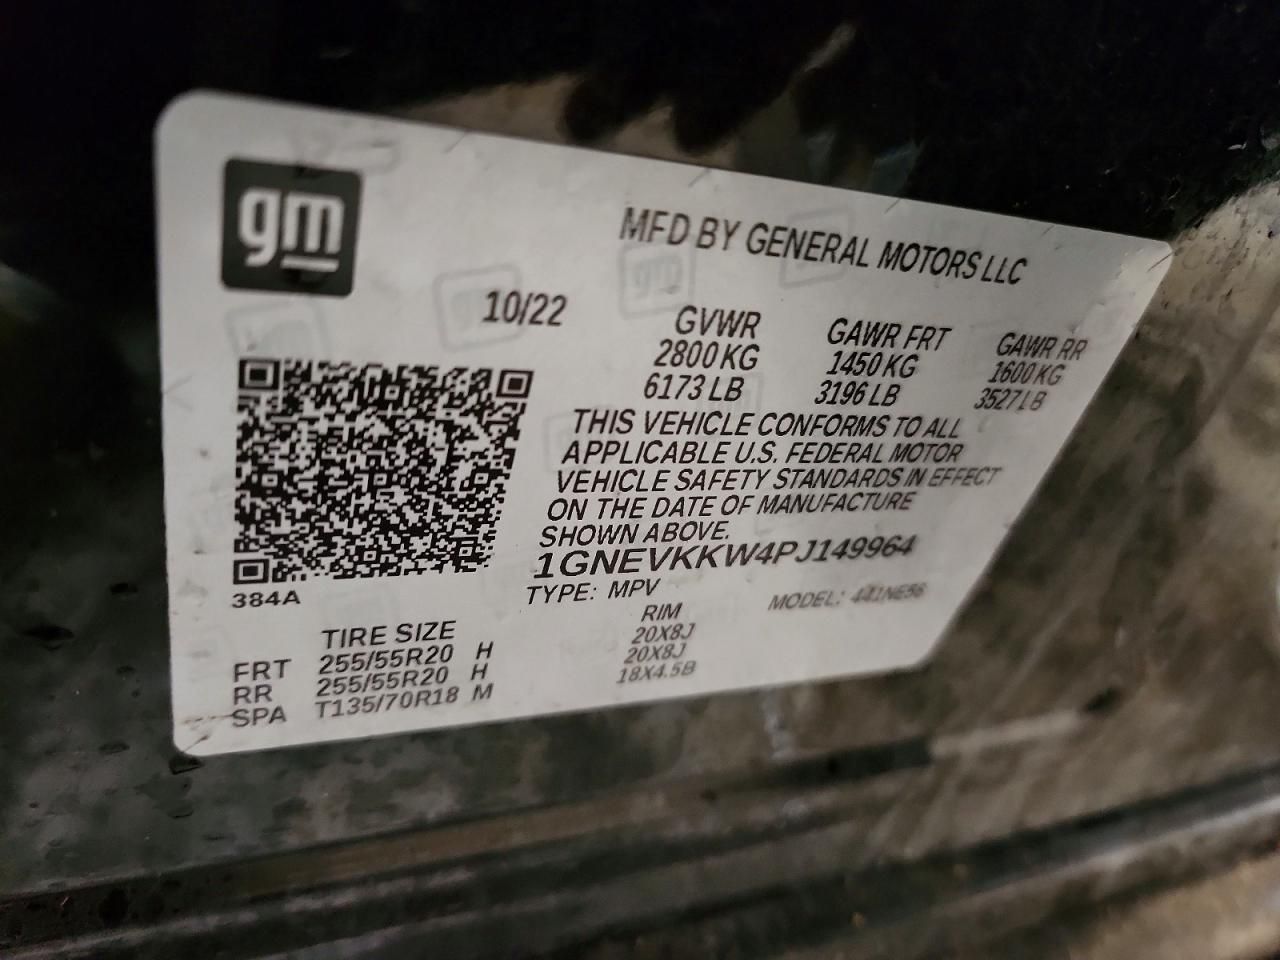 gm
MFD BY GENERAL MOTORS LLC
10/22
GVWR GAWR FRT GAWR RR
2800 KG 1450 KG 1600 KG
6173 LB 3196 LB 3527 LB
THIS VEHICLE CONFORMS TO ALL
APPLICABLE U.S. FEDERAL MOTOR
VEHICLE SAFETY STANDARDS IN EFFECT
ON THE DATE OF MANUFACTURE
SHOWN ABOVE.
1GNEVKKW4PJ149964
TYPE: MPV MODEL: 441NE56
384A
TIRE SIZE RIM
FRT 255/55R20 H 20X8J
RR 255/55R20 H 20X8J
SPA T135/70R18 M 18X4.5B